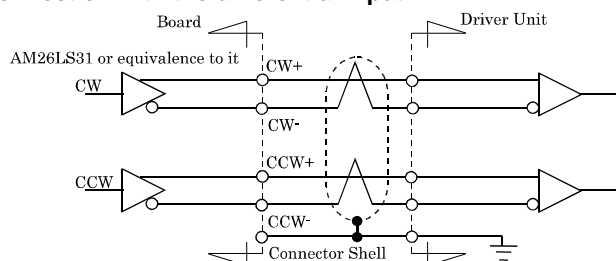 Board
Driver Unit
AM26LS31 or equivalence to it
CW+
CW
CW-
CCW+
CCW
CCW-
Connector Shell